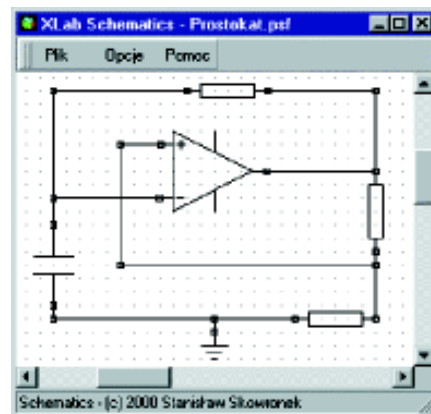 XLab Schematics - Prostokat.psf
Plik Opcje Pomoc
Schematics - (c) 2000 Stanisław Skowronek